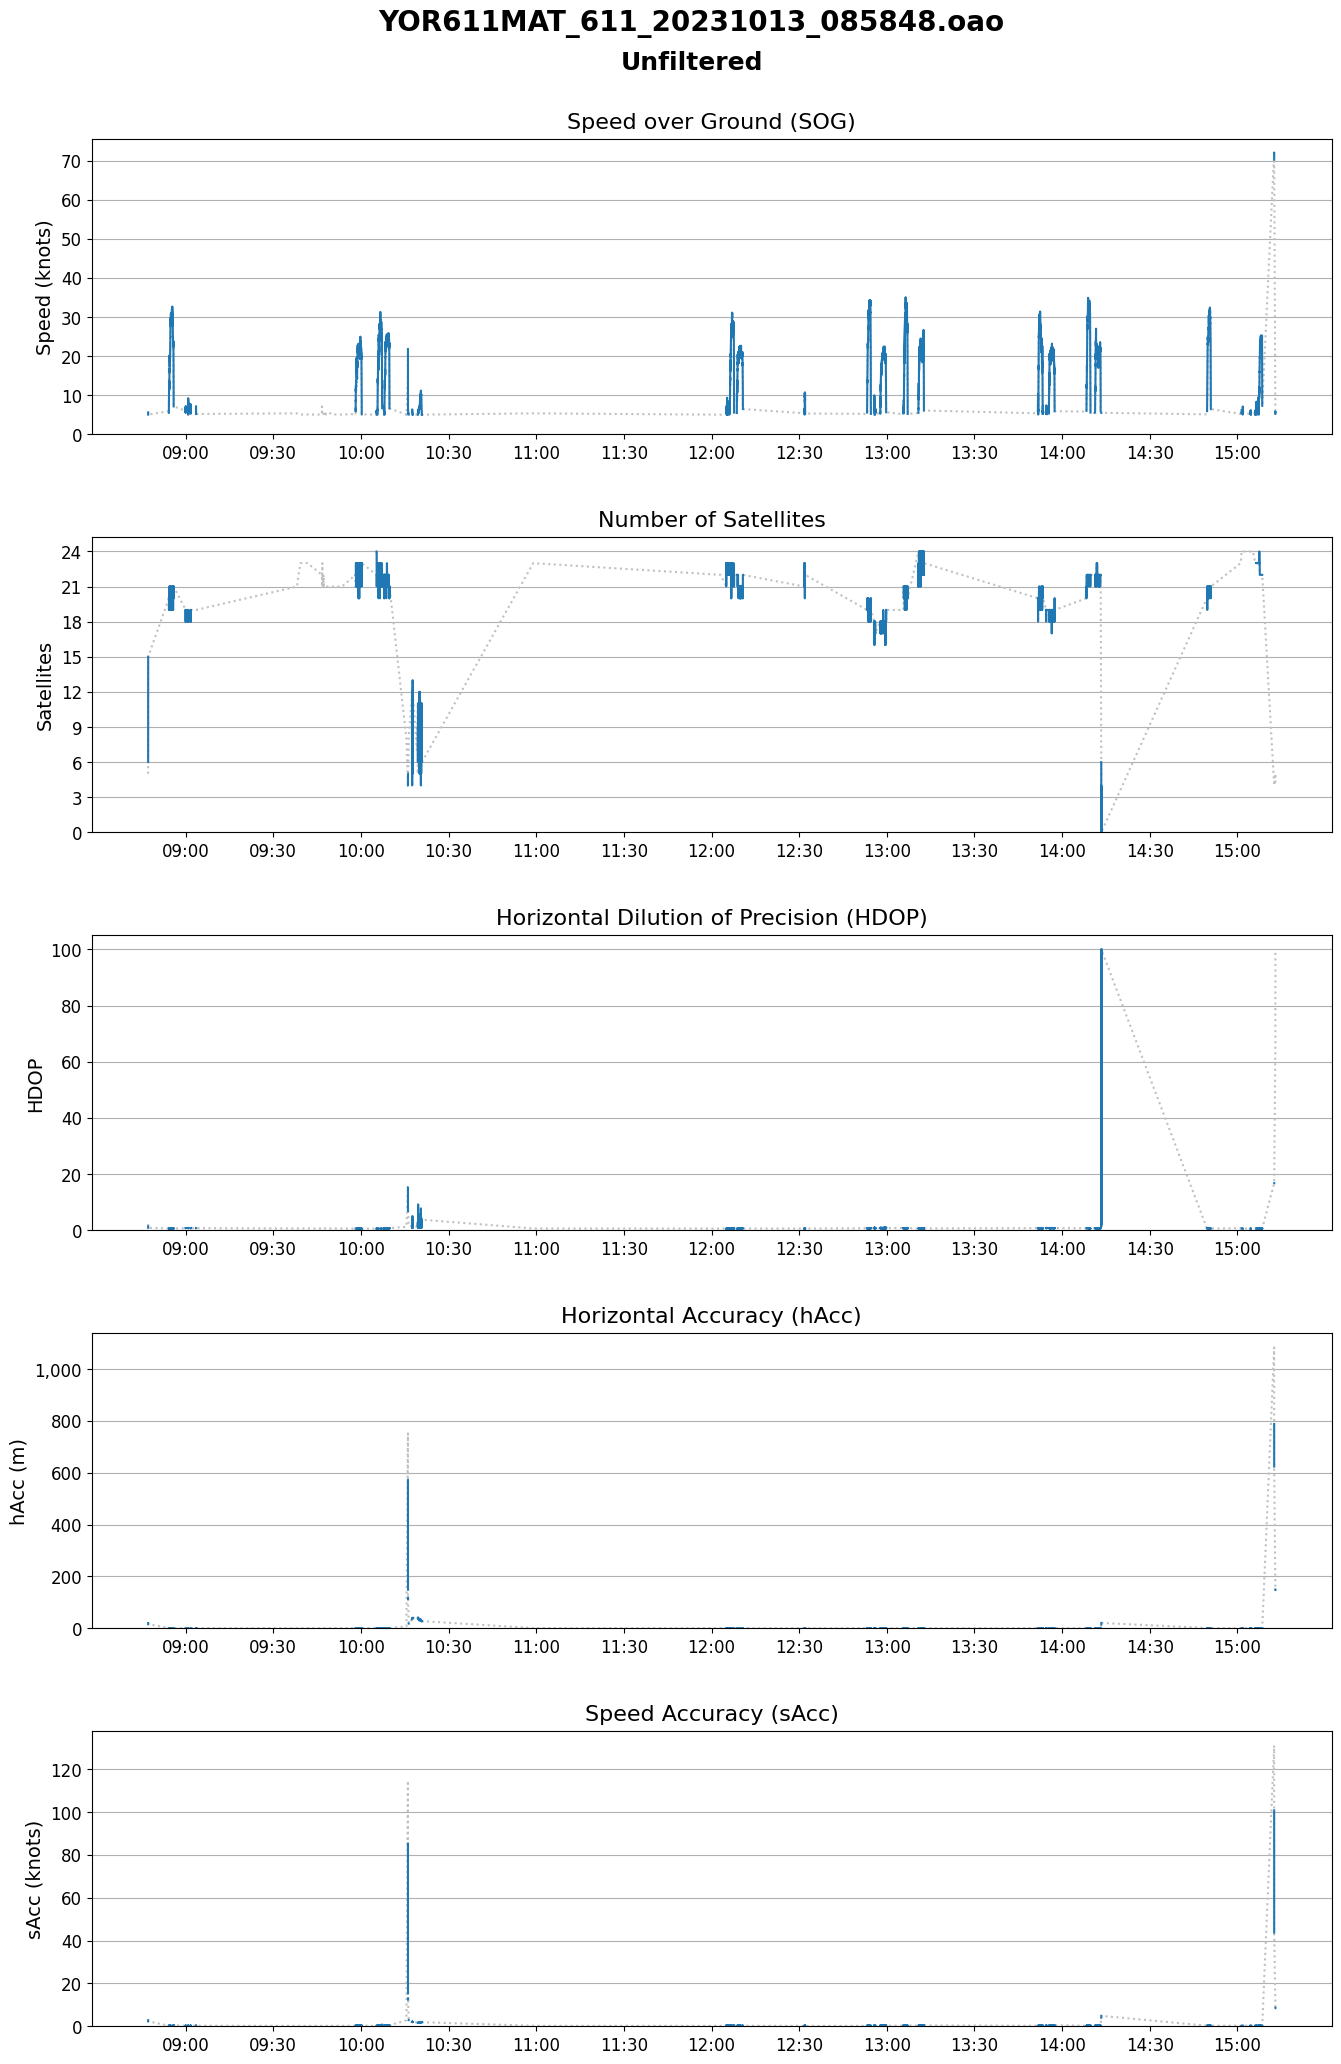 YOR611MAT_611_20231013_085848.oao
Unfiltered
Speed over Ground (SOG)
Speed (knots)
70
60
50
40
30
20
10
0
09:00 09:30 10:00 10:30 11:00 11:30 12:00 12:30 13:00 13:30 14:00 14:30 15:00
Number of Satellites
Satellites
24
21
18
15
12
9
6
3
0
09:00 09:30 10:00 10:30 11:00 11:30 12:00 12:30 13:00 13:30 14:00 14:30 15:00
Horizontal Dilution of Precision (HDOP)
HDOP
100
80
60
40
20
0
09:00 09:30 10:00 10:30 11:00 11:30 12:00 12:30 13:00 13:30 14:00 14:30 15:00
Horizontal Accuracy (hAcc)
hAcc (m)
1,000
800
600
400
200
0
09:00 09:30 10:00 10:30 11:00 11:30 12:00 12:30 13:00 13:30 14:00 14:30 15:00
Speed Accuracy (sAcc)
sAcc (knots)
120
100
80
60
40
20
0
09:00 09:30 10:00 10:30 11:00 11:30 12:00 12:30 13:00 13:30 14:00 14:30 15:00